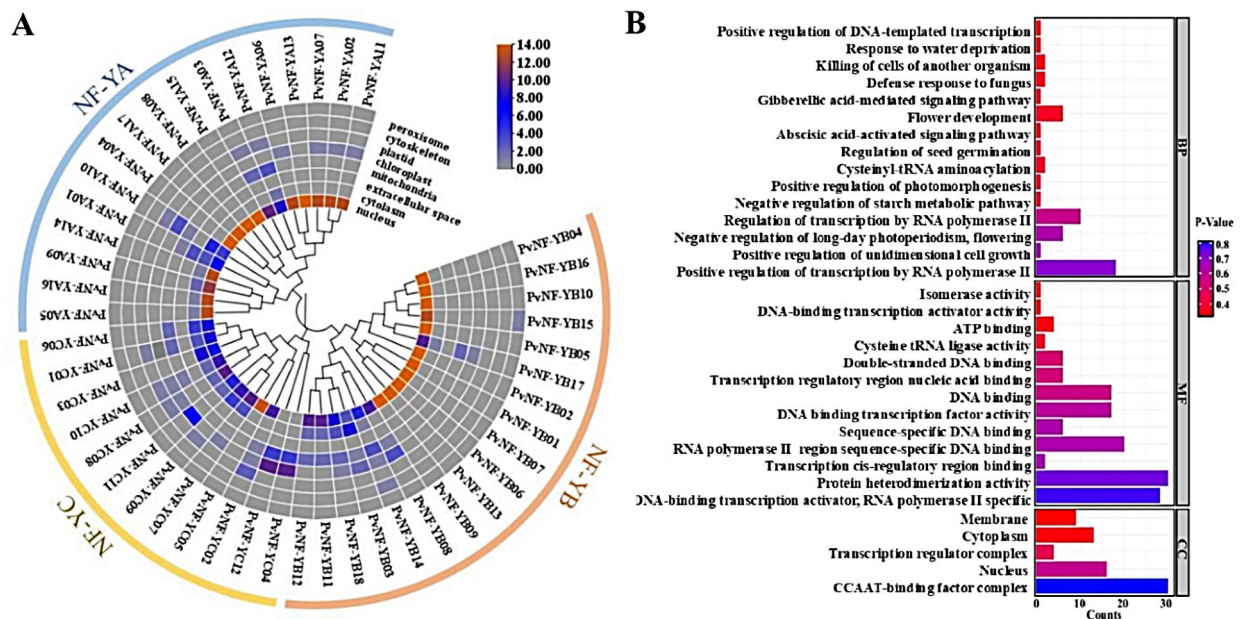 A
NF-YA
PvNF-YA05
PvNF-YA16
PvNF-YA09
PvNF-YA14
PvNF-YA01
PvNF-YA10
PvNF-YA04
PvNF-YA17
PvNF-YA08
PvNF-YA15
PvNF-YA03
PvNF-YA12
PvNF-YA06
PvNF-YA13
PvNF-YA07
PvNF-YA02
PvNF-YA11
14.00
12.00
10.00
8.00
6.00
4.00
2.00
0.00
peroxisome
cytoskeleton
plastid
chloroplast
mitochondria
extracellular space
cytolasm
nucleus
PvNF-YB04
PvNF-YB16
PvNF-YB10
PvNF-YB15
PvNF-YB05
PvNF-YB17
PvNF-YB02
PvNF-YB01
PvNF-YB07
PvNF-YB06
PvNF-YB13
PvNF-YB09
PvNF-YB08
PvNF-YB14
PvNF-YB03
PvNF-YB18
PvNF-YB11
PvNF-YB12
NF-YB
PvNF-YC04
PvNF-YC12
PvNF-YC02
PvNF-YC05
PvNF-YC07
PvNF-YC09
PvNF-YC11
PvNF-YC08
PvNF-YC10
PvNF-YC03
PvNF-YC01
PvNF-YC06
NF-YC
B
Positive regulation of DNA-templated transcription
Response to water deprivation
Killing of cells of another organism
Defense response to fungus
Gibberellic acid-mediated signaling pathway
Flower development
Abscisic acid-activated signaling pathway
Regulation of seed germination
Cysteinyl-tRNA aminoacylation
Positive regulation of photomorphogenesis
Negative regulation of starch metabolic pathway
Regulation of transcription by RNA polymerase II
Negative regulation of long-day photoperiodism, flowering
Positive regulation of unidimensional cell growth
Positive regulation of transcription by RNA polymerase II
BP
Isomerase activity
DNA-binding transcription activator activity
ATP binding
Cysteine tRNA ligase activity
Double-stranded DNA binding
Transcription regulatory region nucleic acid binding
DNA binding
DNA binding transcription factor activity
Sequence-specific DNA binding
RNA polymerase II region sequence-specific DNA binding
Transcription cis-regulatory region binding
Protein heterodimerization activity
DNA-binding transcription activator, RNA polymerase II specific
MF
Membrane
Cytoplasm
Transcription regulator complex
Nucleus
CCAAT-binding factor complex
CC
0 10 20 30
Counts
P-Value
0.8
0.7
0.6
0.5
0.4